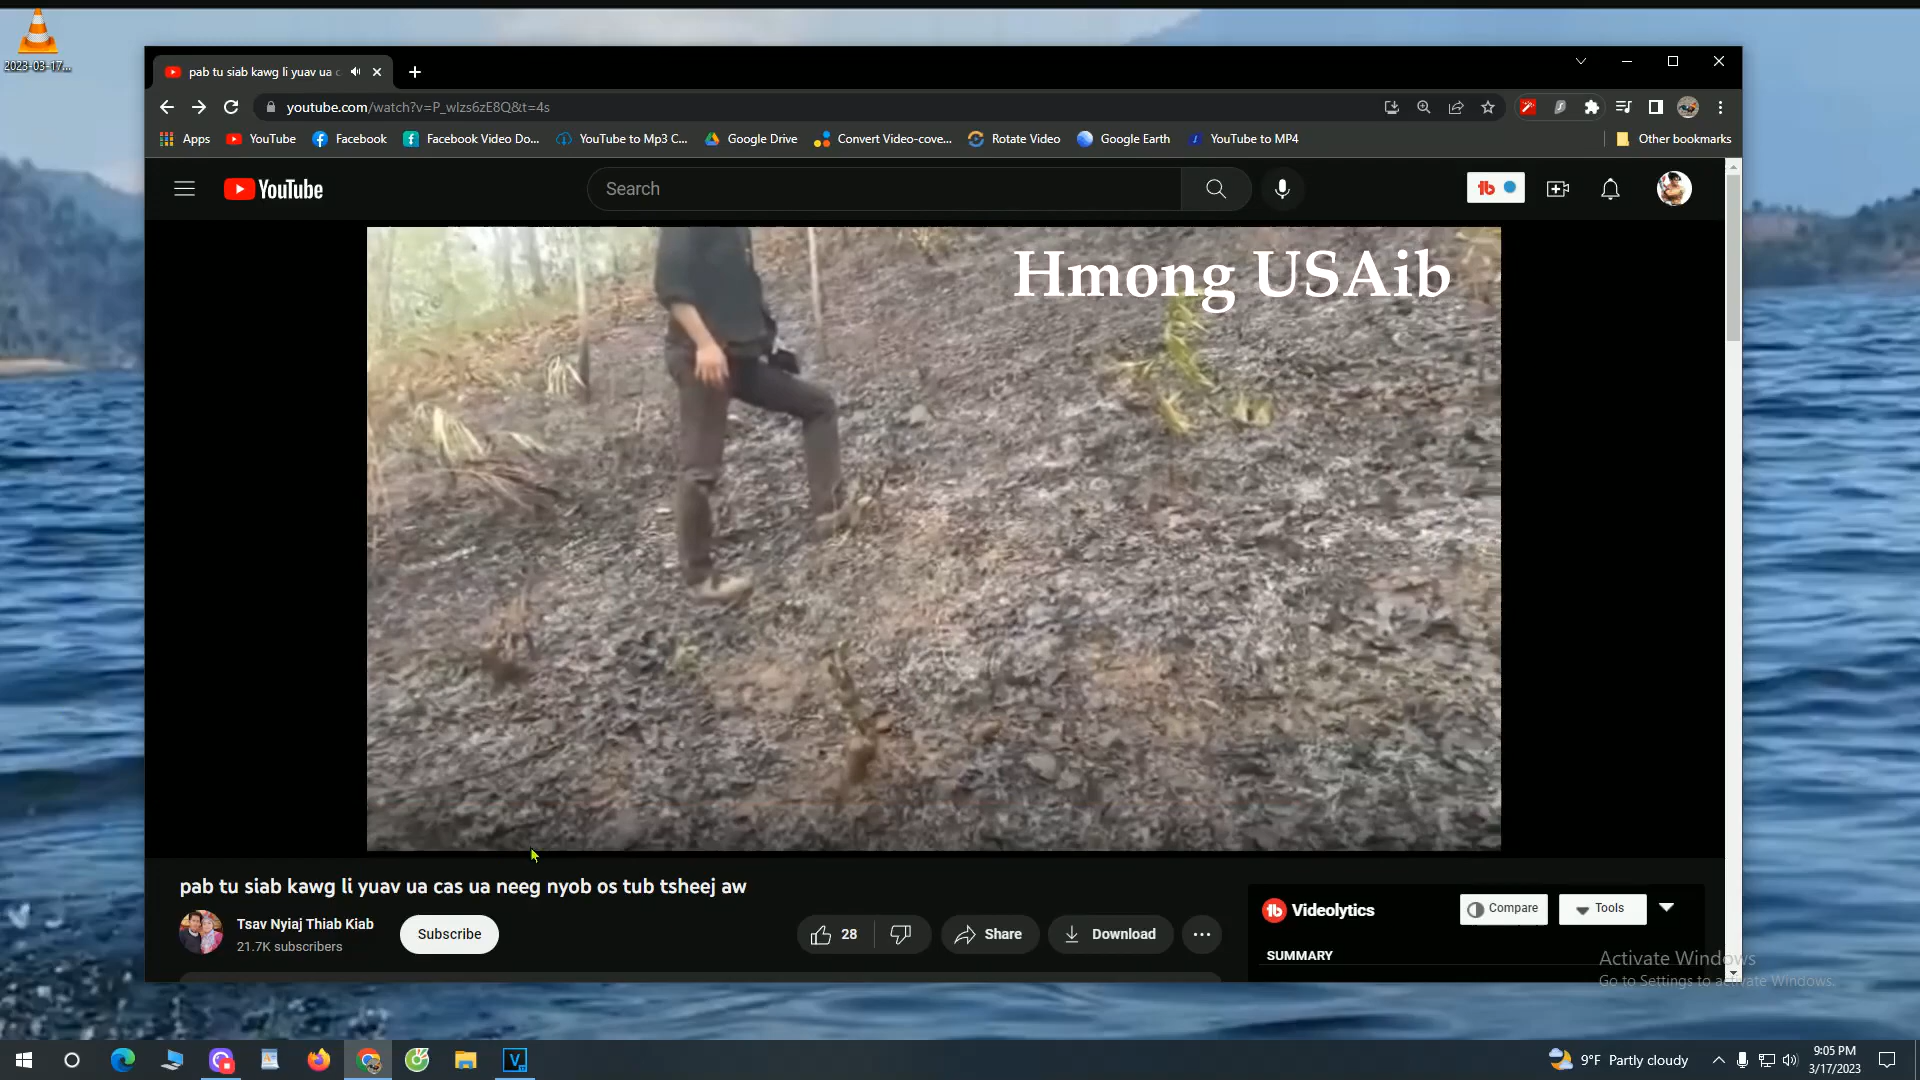 2023-03-17...
pab tu siab kawg li yuav ua c
youtube.com/watch?v=P_wlzs6zE8Q&t=4s
Apps YouTube Facebook Facebook Video Do... YouTube to Mp3 C... Google Drive Convert Video-cove... Rotate Video Google Earth YouTube to MP4 Other bookmarks
YouTube Search
Hmong USAib
pab tu siab kawg li yuav ua cas ua neeg nyob os tub tsheej aw
Tsav Nyiaj Thiab Kiab
21.7K subscribers
Subscribe
28 Share Download
Videolytics Compare Tools
SUMMARY
Activate Windows
Go to Settings to activate Windows.
9°F Partly cloudy
9:05 PM
3/17/2023